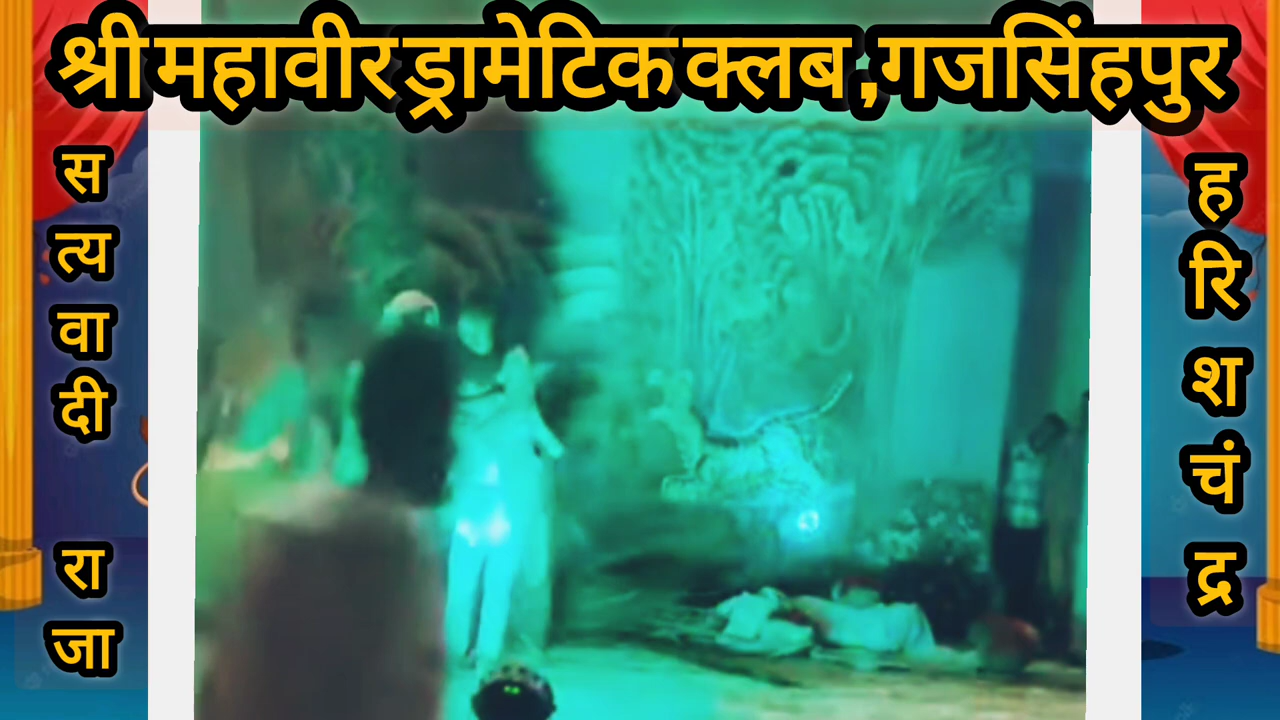 श्री महावीर ड्रामेटिक क्लब ,गजसिंहपुर
सत्यवादी राजा
हरिशचंद्र